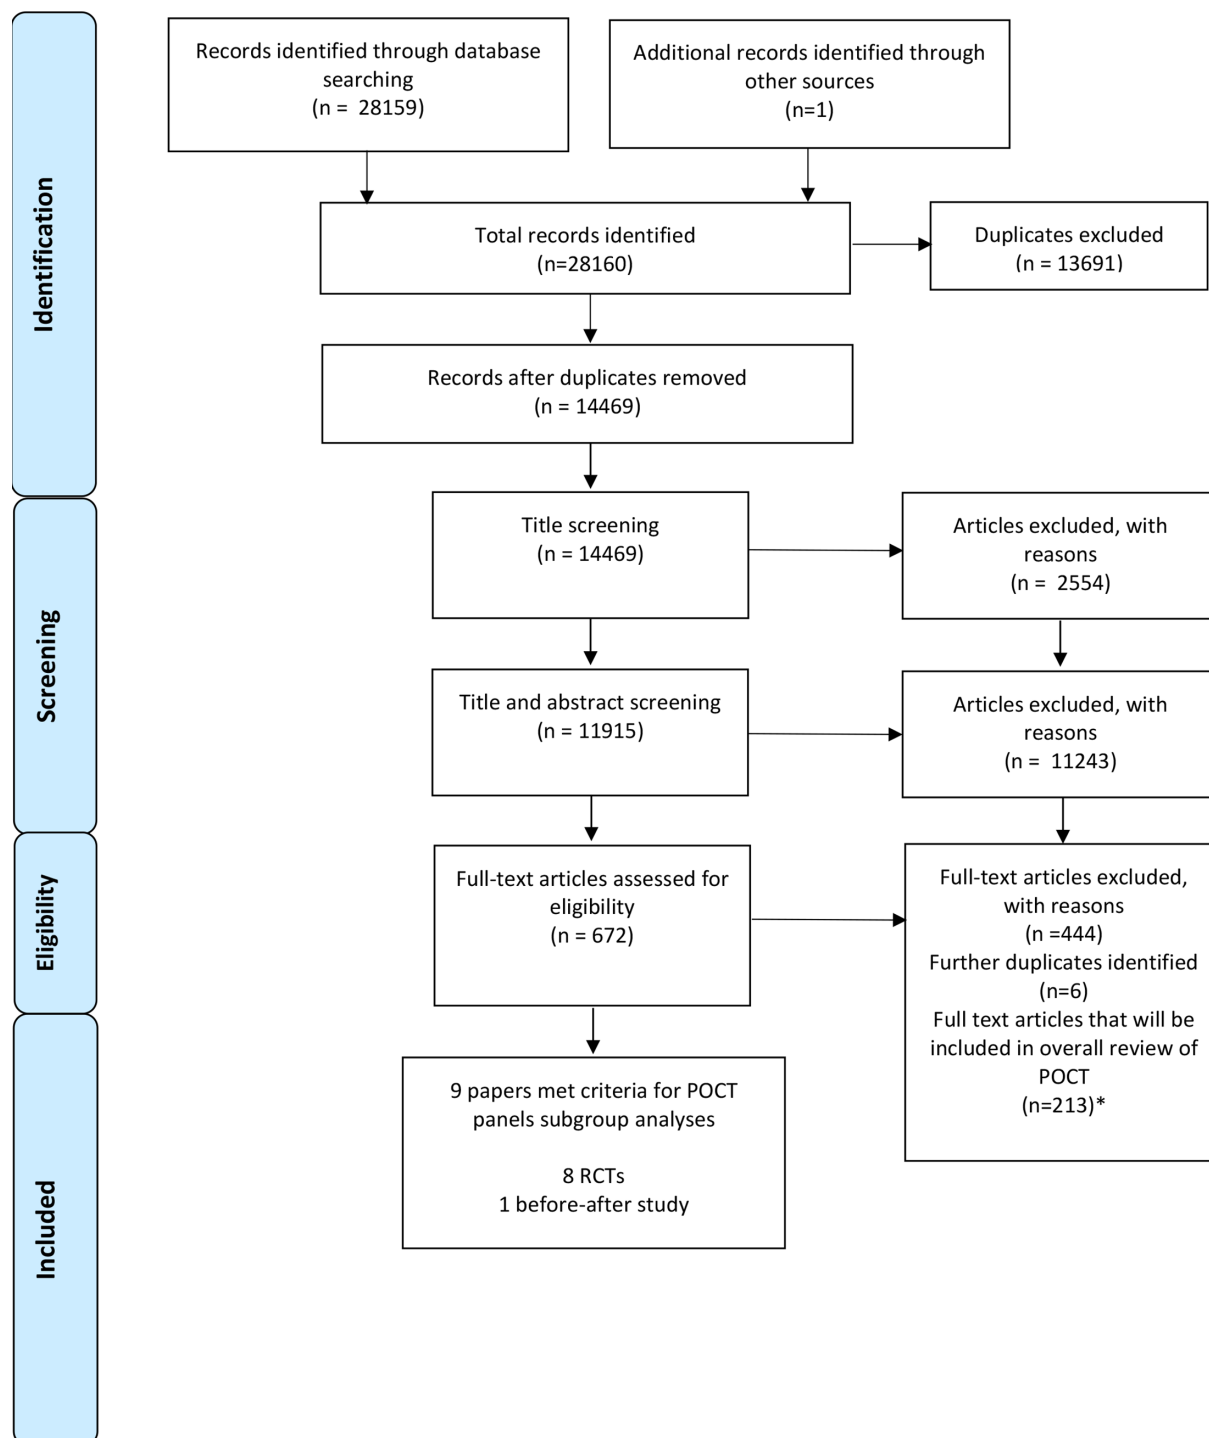 Identification
Records identified through database
searching
(n =  28159)
Additional records identified through
other sources
(n=1)
Total records identified
(n=28160)
Duplicates excluded
(n = 13691)
Records after duplicates removed
(n = 14469)
Screening
Title screening
(n = 14469)
Articles excluded, with
reasons
(n =  2554)
Title and abstract screening
(n = 11915)
Articles excluded, with
reasons
(n =  11243)
Eligibility
Full-text articles assessed for
eligibility
(n = 672)
Full-text articles excluded,
with reasons
(n =444)
Further duplicates identified
(n=6)
Full text articles that will be
included in overall review of
POCT
(n=213)*
Included
9 papers met criteria for POCT
panels subgroup analyses
8 RCTs
1 before-after study